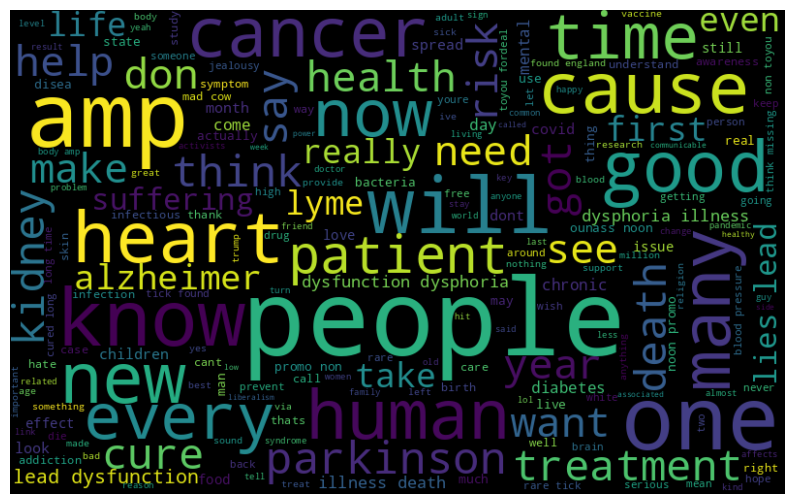 level
body
yeah
life
state
someone
result
study
cancer
adult
sign
sick
spread
time
vaccine
awareness
even
still
help
don
jealousy
say
health
risk
mental
toyou fordeal
found england
use
let
understand
happy
non toyou
disea
symptom
mad cow
month
amp
come
actually
way
now
youre
ive
day
common
cause
covid
first
person
keep
body amp
activists
power
week
called
living
thing
research
communicable
real
think missing
make
problem
great
think
really
need
got
good
going
doctor
provide
key
bacteria
free
stay
anyone
blood
getting
suffering
high
lyme
world
dont
dysphoria illness
pandemic
change
healthy
kidney
long time
cured long
skin
infectious
thank
heart
trump
drug
friend
love
will
last
around
nothing
ounass noon
see
issue
million
support
death
religion
guy
blood pressure
many
side
lies lead
alzheimer
patient
dysfunction dysphoria
chronic
infection
tick found
turn
hit
may
wish
said
less
anything
noon promo
know
people
case
yes
children
hate
cant
low
rare
old
care
year
important
related
age
new
best
prevent
man
promo non
call
women
birth
take
diabetes
white
associated
almost
never
one
two
something
every
via
liberalism
family
left
human
lol
live
want
well
brain
effect
thats
link
die
look
made
bad
addiction
cure
sound
syndrome
back
parkinson
treatment
affects
right
hope
lead dysfunction
reason
food
tell
treat
illness death
much
rare tick
serious
mean
kind